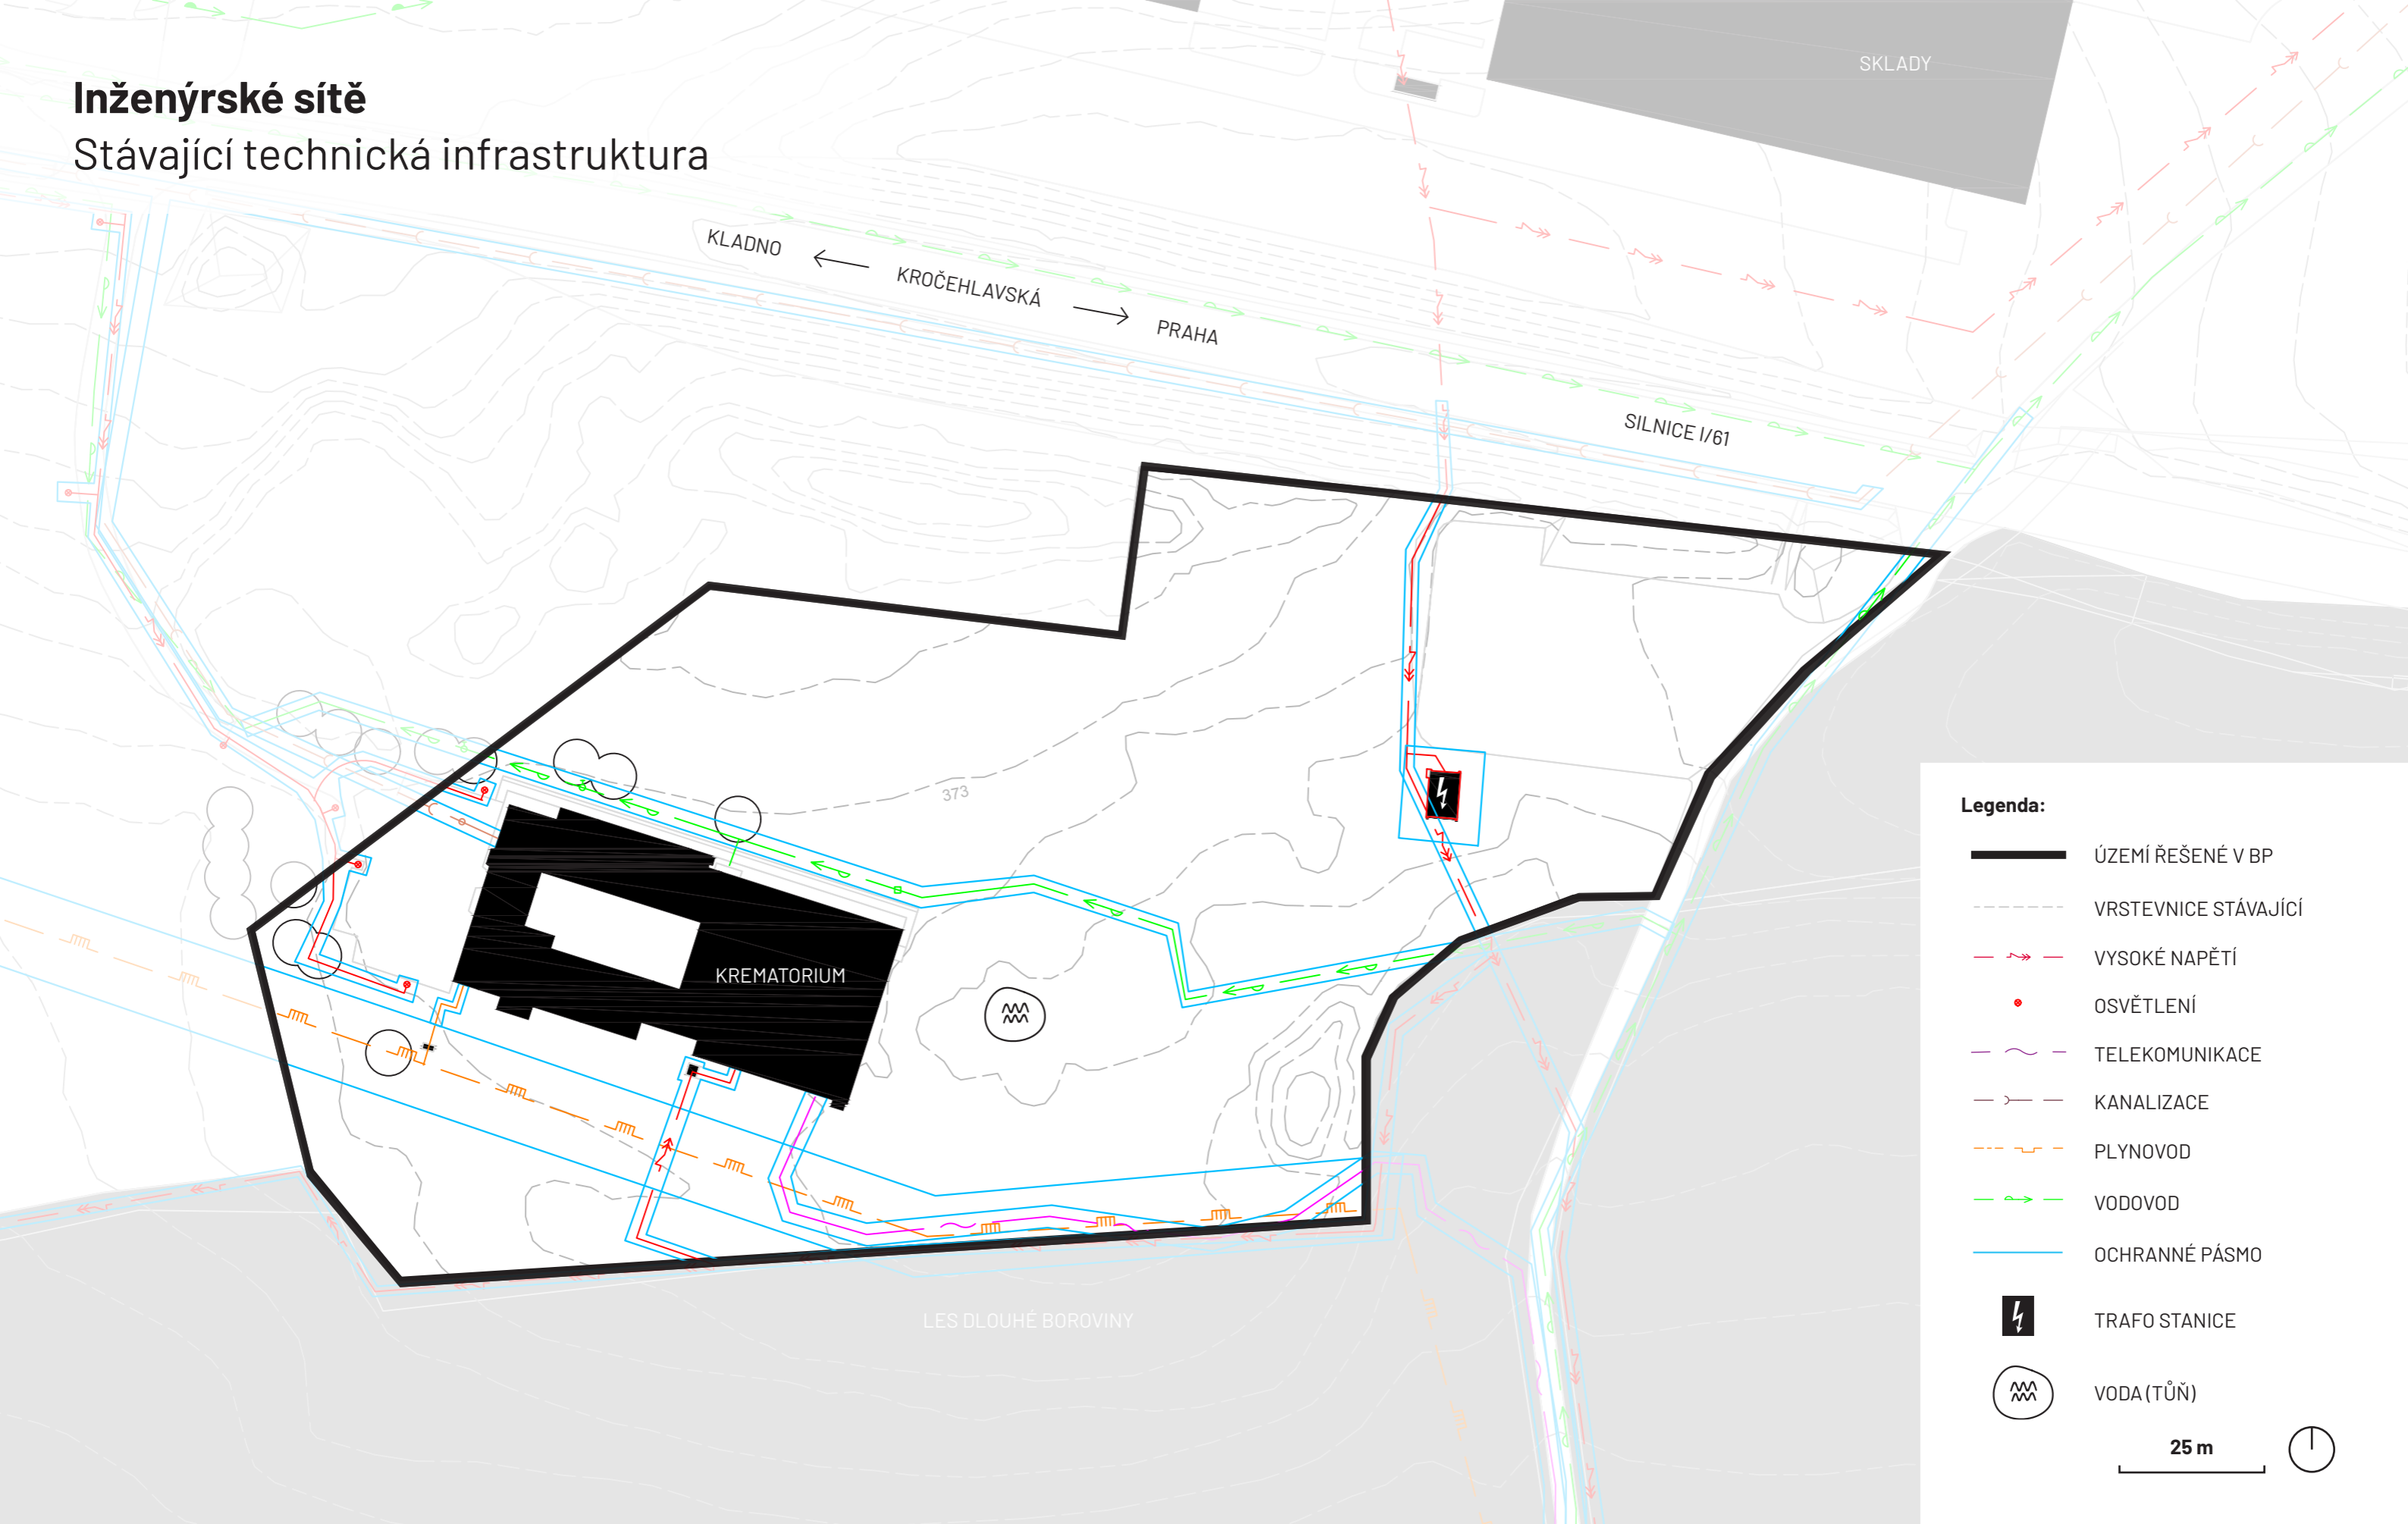 Inženýrské sítě
Stávající technická infrastruktura
SKLADY
KLADNO
KROČEHLAVSKÁ
PRAHA
SILNICE I/61
373
KREMATORIUM
LES DLOUHÉ BOROVINY
Legenda:
ÚZEMÍ ŘEŠENÉ V BP
VRSTEVNICE STÁVAJÍCÍ
VYSOKÉ NAPĚTÍ
OSVĚTLENÍ
TELEKOMUNIKACE
KANALIZACE
PLYNOVOD
VODOVOD
OCHRANNÉ PÁSMO
TRAFO STANICE
VODA (TŮŇ)
25 m